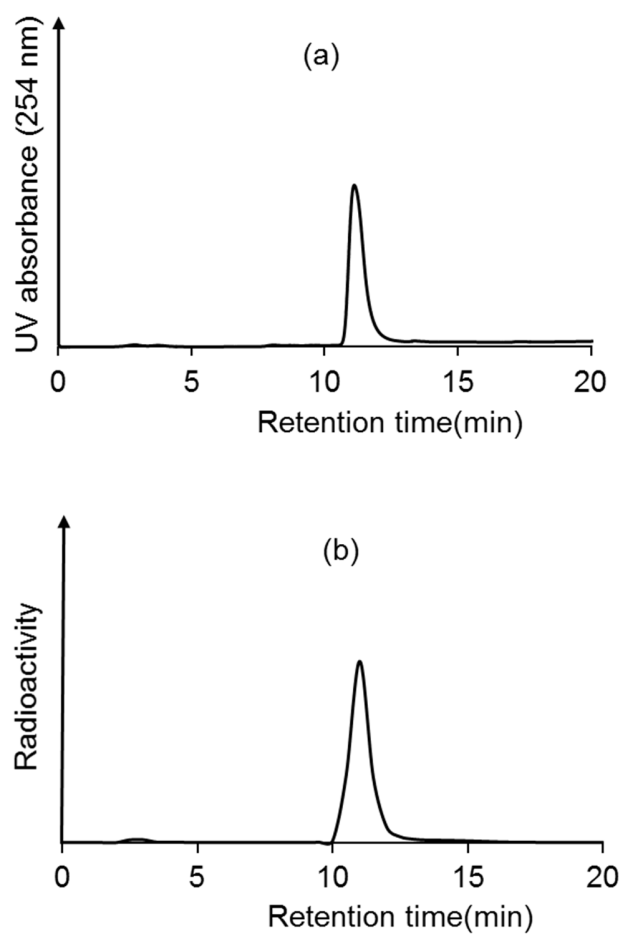 (a)
UV absorbance (254 nm)
0 5 10 15 20
Retention time(min)
(b)
Radioactivity
0 5 10 15 20
Retention time(min)